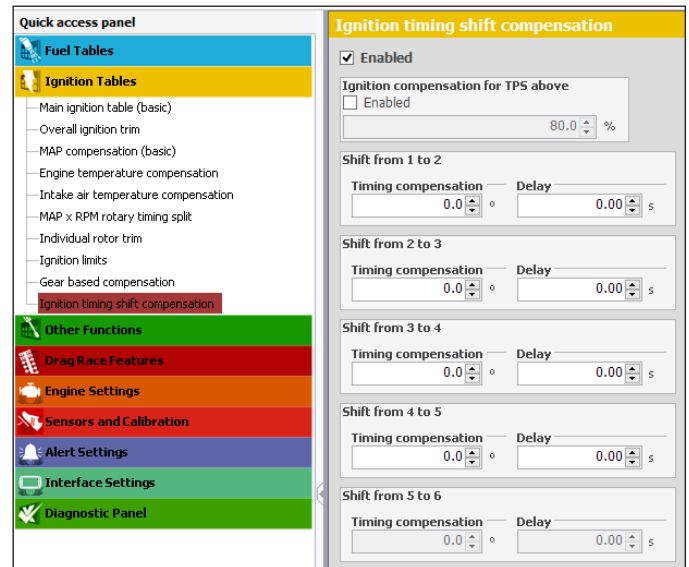 Quick access panel
Fuel Tables
Ignition Tables
Main ignition table (basic)
Overall ignition trim
MAP compensation (basic)
Engine temperature compensation
Intake air temperature compensation
MAP x RPM rotary timing split
Individual rotor trim
Ignition limits
Gear based compensation
Ignition timing shift compensation
Other Functions
Drag Race Features
Engine Settings
Sensors and Calibration
Alert Settings
Interface Settings
Diagnostic Panel
Ignition timing shift compensation
Enabled
Ignition compensation for TPS above
Enabled
80.0 %
Shift from 1 to 2
Timing compensation Delay
0.0 º 0.00 s
Shift from 2 to 3
Timing compensation Delay
0.0 º 0.00 s
Shift from 3 to 4
Timing compensation Delay
0.0 º 0.00 s
Shift from 4 to 5
Timing compensation Delay
0.0 º 0.00 s
Shift from 5 to 6
Timing compensation Delay
0.0 º 0.00 s